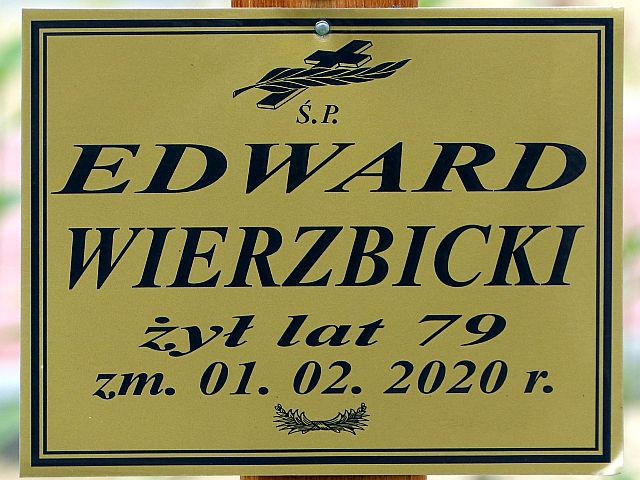 Ś.P.
EDWARD
WIERZBICKI
żył lat 79
zm. 01. 02. 2020 r.